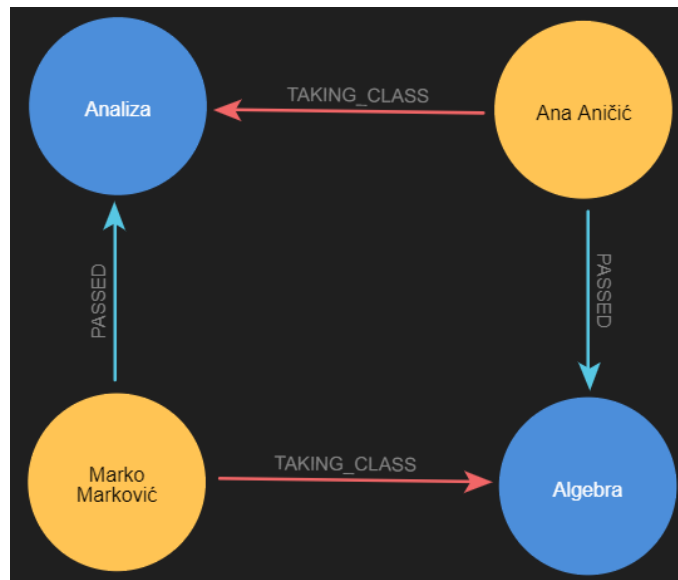 Analiza
TAKING_CLASS
Ana Aničić
PASSED
PASSED
Marko
Marković
TAKING_CLASS
Algebra